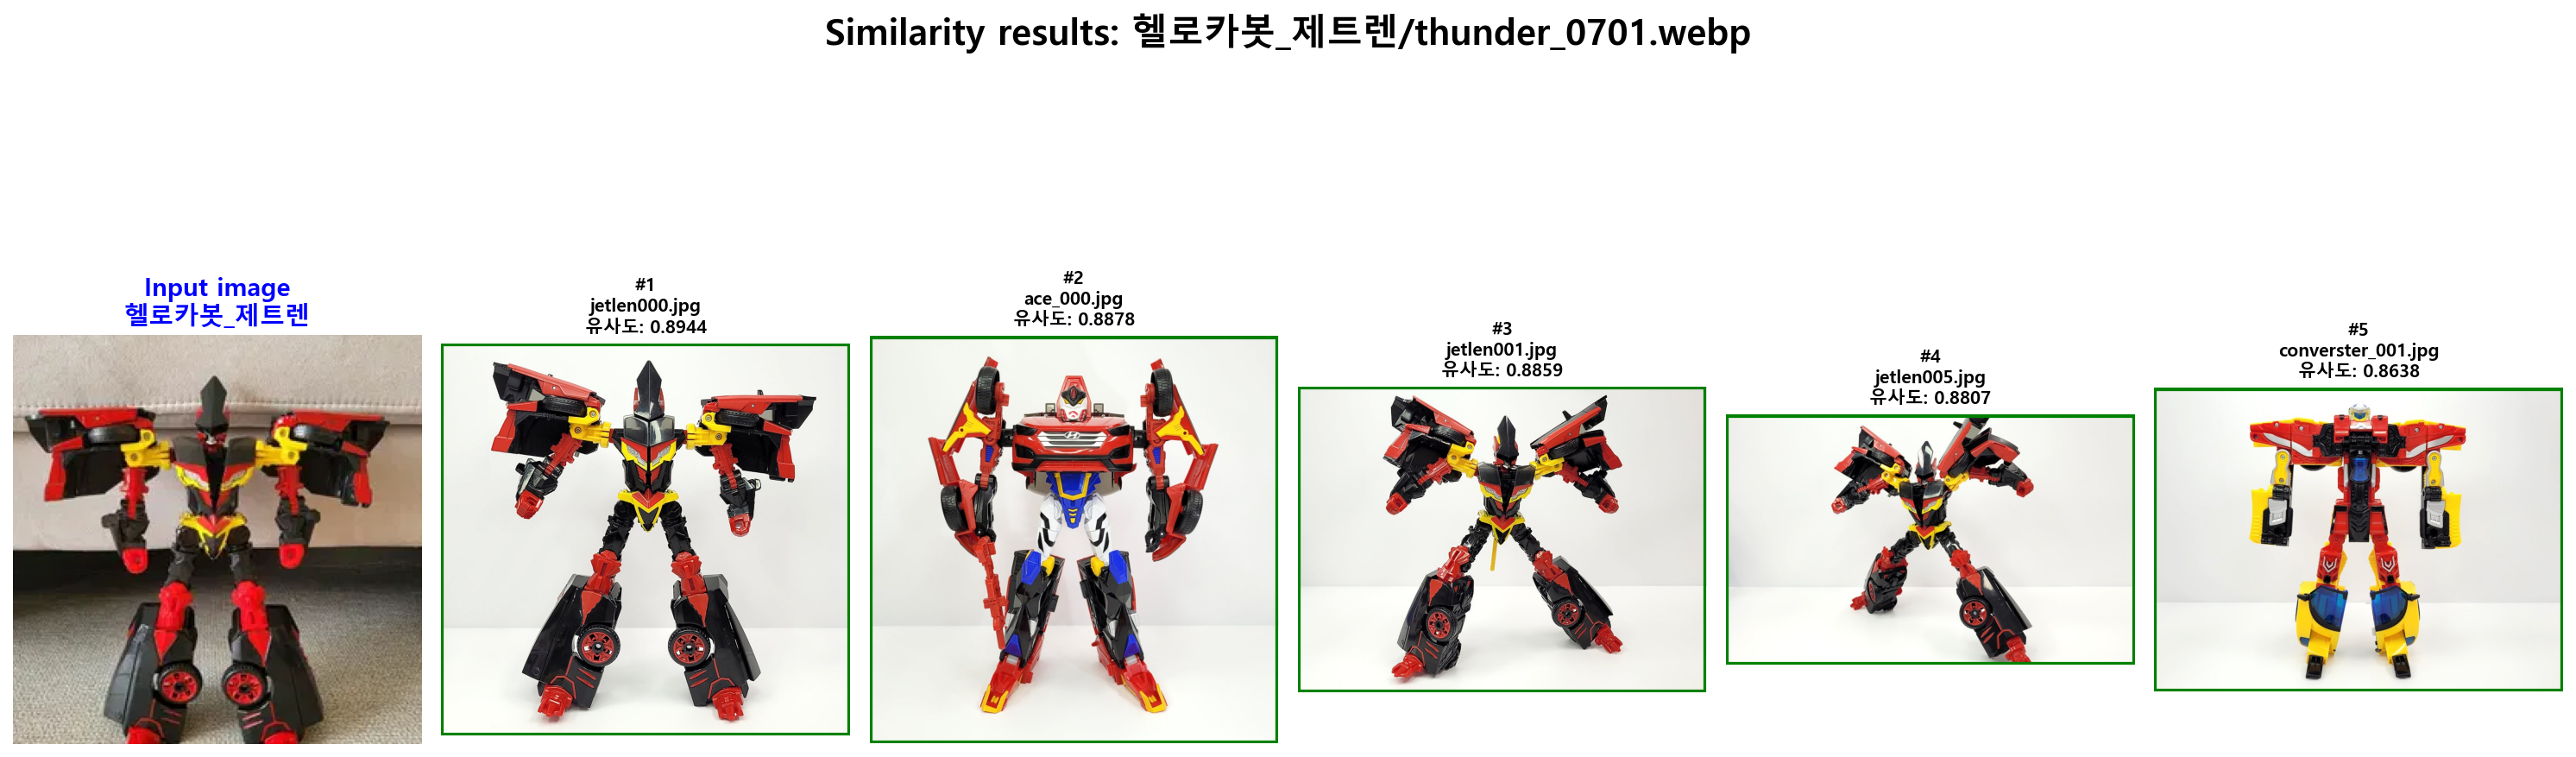 Similarity results: 헬로카봇_제트렌/thunder_0701.webp
Input image
헬로카봇_제트렌
#1
jetlen000.jpg
유사도: 0.8944
#2
ace_000.jpg
유사도: 0.8878
#3
jetlen001.jpg
유사도: 0.8859
#4
jetlen005.jpg
유사도: 0.8807
#5
converster_001.jpg
유사도: 0.8638